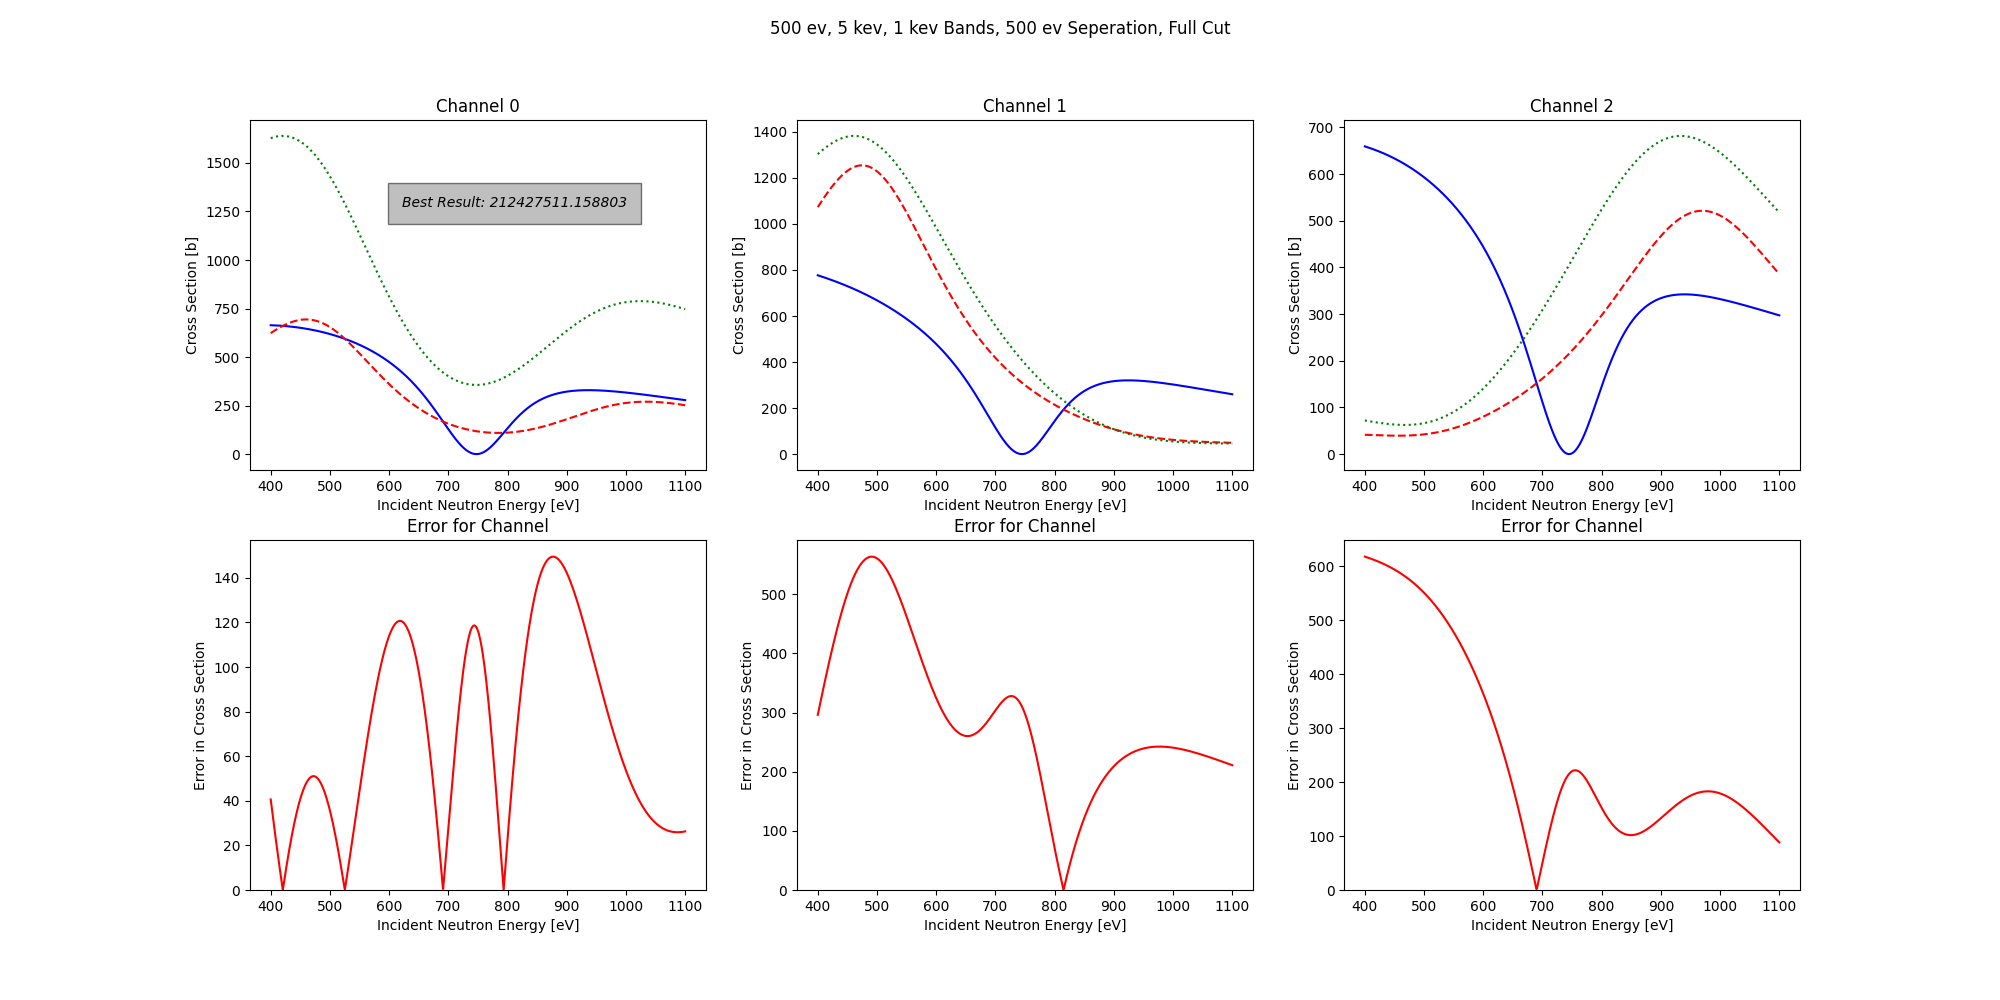 500 ev, 5 kev, 1 kev Bands, 500 ev Seperation, Full Cut
Channel 0
Cross Section [b]
1500
1250
1000
750
500
250
0
Best Result: 212427511.158803
400 500 600 700 800 900 1000 1100
Incident Neutron Energy [eV]
Channel 1
Cross Section [b]
1400
1200
1000
800
600
400
200
0
400 500 600 700 800 900 1000 1100
Incident Neutron Energy [eV]
Channel 2
Cross Section [b]
700
600
500
400
300
200
100
0
400 500 600 700 800 900 1000 1100
Incident Neutron Energy [eV]
Error for Channel
Error in Cross Section
140
120
100
80
60
40
20
0
400 500 600 700 800 900 1000 1100
Incident Neutron Energy [eV]
Error for Channel
Error in Cross Section
500
400
300
200
100
0
400 500 600 700 800 900 1000 1100
Incident Neutron Energy [eV]
Error for Channel
Error in Cross Section
600
500
400
300
200
100
0
400 500 600 700 800 900 1000 1100
Incident Neutron Energy [eV]